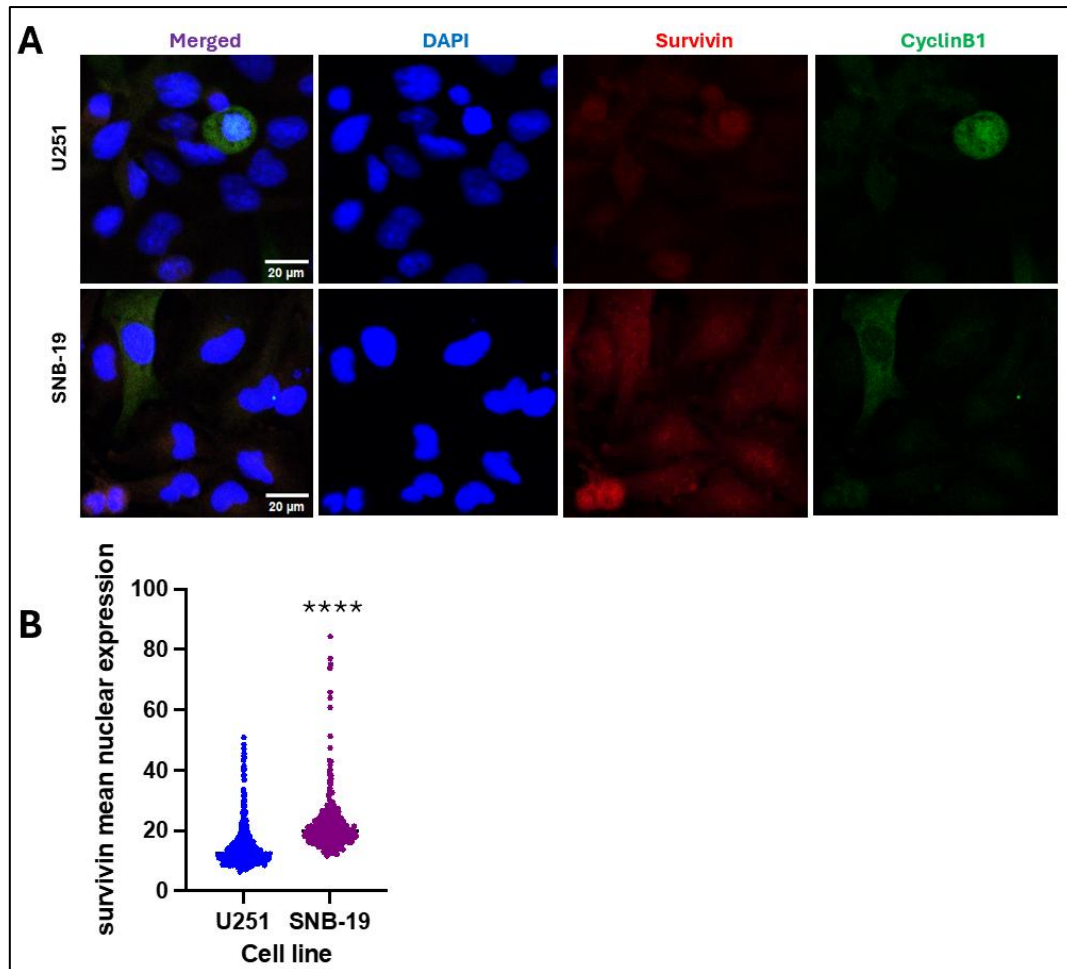 A
Merged DAPI Survivin CyclinB1
U251
20 µm
SNB-19
20 µm
B
survivin mean nuclear expression
100
80
60
40
20
0
****
U251 SNB-19
Cell line